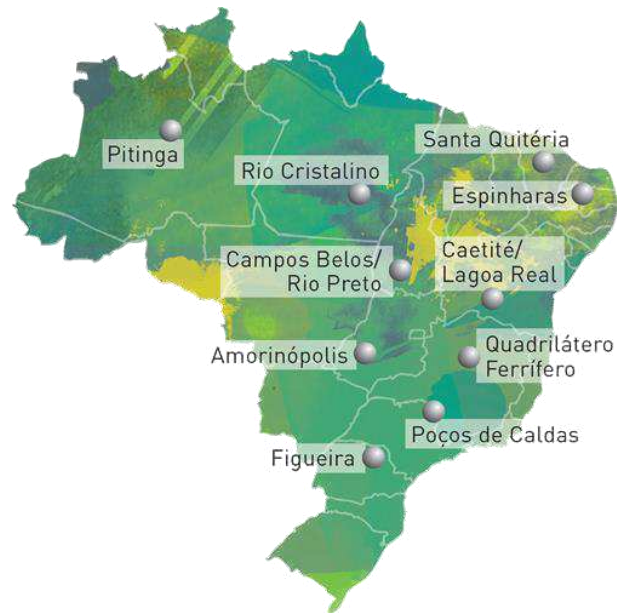 Santa Quitéria
Pitinga
Rio Cristalino
Espinharas
Campos Belos/
Rio Preto
Caetité/
Lagoa Real
Amorinópolis
Quadrilátero
Ferrífero
Poços de Caldas
Figueira